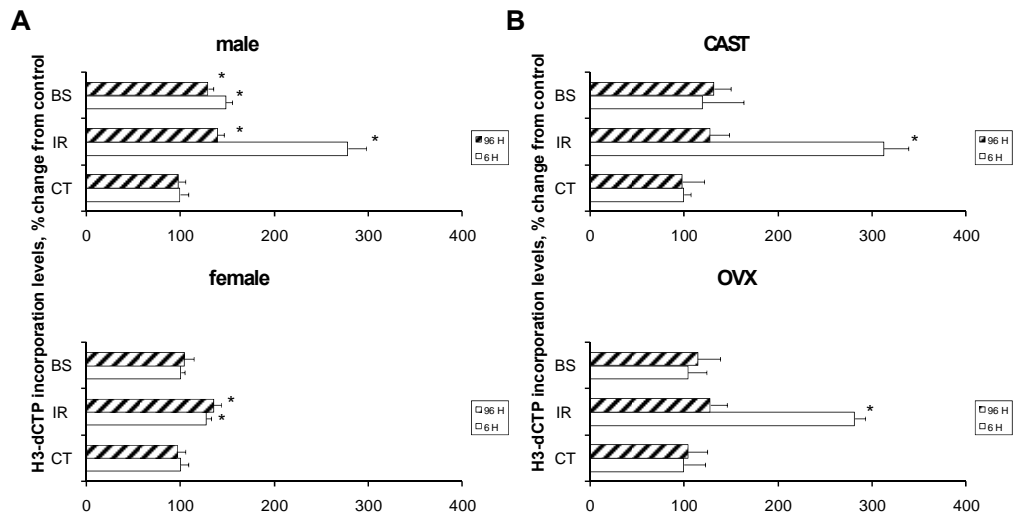 A
male
H3-dCTP incorporation levels, % change from control
BS
*
*
IR
*
*
CT
96 H
6 H
0 100 200 300 400
female
BS
IR
*
*
CT
96 H
6 H
0 100 200 300 400
B
CAST
H3-dCTP incorporation levels, % change from control
BS
IR
*
CT
96 H
6 H
0 100 200 300 400
OVX
BS
IR
*
CT
96 H
6 H
0 100 200 300 400